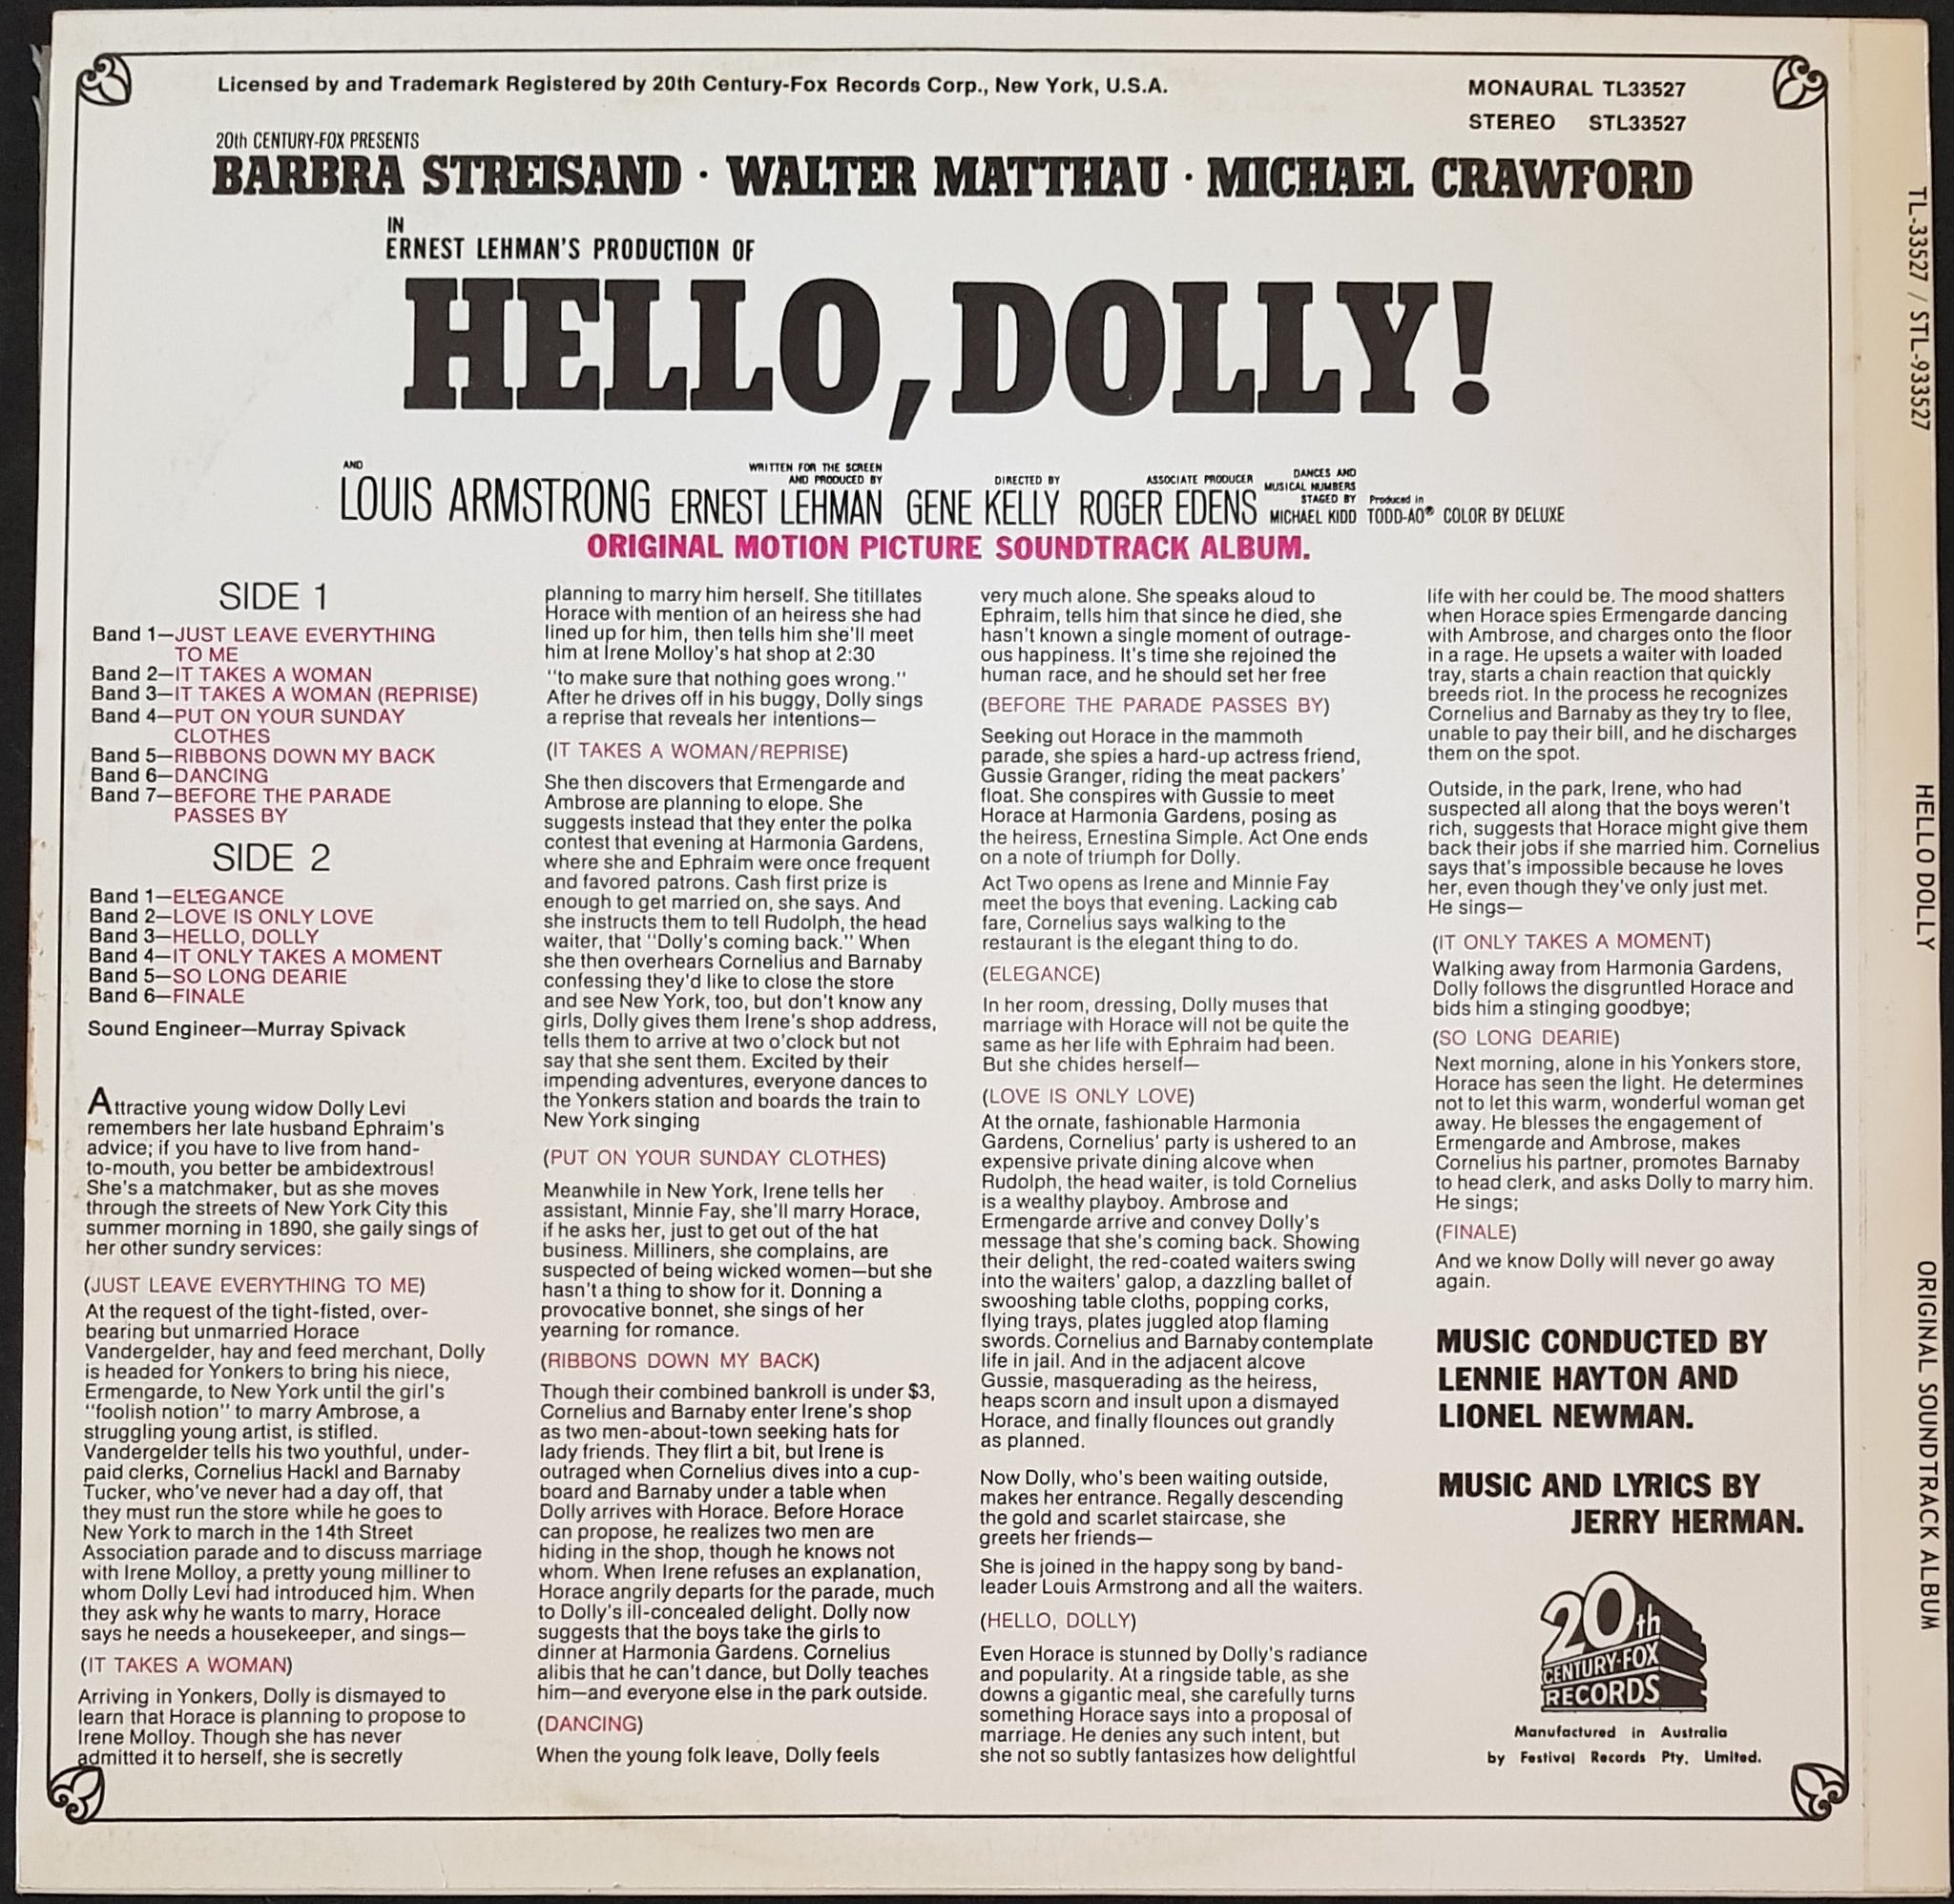 Licensed by and Trademark Registered by 20th Century-Fox Records Corp., New York, U.S.A.
MONAURAL TL33527
STEREO STL33527
20th CENTURY-FOX PRESENTS
BARBRA STREISAND · WALTER MATTHAU · MICHAEL CRAWFORD
IN
ERNEST LEHMAN'S PRODUCTION OF
HELLO, DOLLY!
AND
LOUIS ARMSTRONG
WRITTEN FOR THE SCREEN
AND PRODUCED BY
ERNEST LEHMAN
DIRECTED BY
GENE KELLY
ASSOCIATE PRODUCER
ROGER EDENS
DANCES AND
MUSICAL NUMBERS
STAGED BY
MICHAEL KIDD
Produced in
TODD-AO® COLOR BY DELUXE
ORIGINAL MOTION PICTURE SOUNDTRACK ALBUM.
SIDE 1
Band 1—JUST LEAVE EVERYTHING
TO ME
Band 2—IT TAKES A WOMAN
Band 3—IT TAKES A WOMAN (REPRISE)
Band 4—PUT ON YOUR SUNDAY
CLOTHES
Band 5—RIBBONS DOWN MY BACK
Band 6—DANCING
Band 7—BEFORE THE PARADE
PASSES BY
SIDE 2
Band 1—ELEGANCE
Band 2—LOVE IS ONLY LOVE
Band 3—HELLO, DOLLY
Band 4—IT ONLY TAKES A MOMENT
Band 5—SO LONG DEARIE
Band 6—FINALE
Sound Engineer—Murray Spivack
Attractive young widow Dolly Levi
remembers her late husband Ephraim's
advice; if you have to live from hand-
to-mouth, you better be ambidextrous!
She's a matchmaker, but as she moves
through the streets of New York City this
summer morning in 1890, she gaily sings of
her other sundry services:
(JUST LEAVE EVERYTHING TO ME)
At the request of the tight-fisted, over-
bearing but unmarried Horace
Vandergelder, hay and feed merchant, Dolly
is headed for Yonkers to bring his niece,
Ermengarde, to New York until the girl's
"foolish notion" to marry Ambrose, a
struggling young artist, is stifled.
Vandergelder tells his two youthful, under-
paid clerks, Cornelius Hackl and Barnaby
Tucker, who've never had a day off, that
they must run the store while he goes to
New York to march in the 14th Street
Association parade and to discuss marriage
with Irene Molloy, a pretty young milliner to
whom Dolly Levi had introduced him. When
they ask why he wants to marry, Horace
says he needs a housekeeper, and sings—
(IT TAKES A WOMAN)
Arriving in Yonkers, Dolly is dismayed to
learn that Horace is planning to propose to
Irene Molloy. Though she has never
admitted it to herself, she is secretly
planning to marry him herself. She titillates
Horace with mention of an heiress she had
lined up for him, then tells him she'll meet
him at Irene Molloy's hat shop at 2:30
"to make sure that nothing goes wrong."
After he drives off in his buggy, Dolly sings
a reprise that reveals her intentions—
(IT TAKES A WOMAN/REPRISE)
She then discovers that Ermengarde and
Ambrose are planning to elope. She
suggests instead that they enter the polka
contest that evening at Harmonia Gardens,
where she and Ephraim were once frequent
and favored patrons. Cash first prize is
enough to get married on, she says. And
she instructs them to tell Rudolph, the head
waiter, that "Dolly's coming back." When
she then overhears Cornelius and Barnaby
confessing they'd like to close the store
and see New York, too, but don't know any
girls, Dolly gives them Irene's shop address,
tells them to arrive at two o'clock but not
say that she sent them. Excited by their
impending adventures, everyone dances to
the Yonkers station and boards the train to
New York singing
(PUT ON YOUR SUNDAY CLOTHES)
Meanwhile in New York, Irene tells her
assistant, Minnie Fay, she'll marry Horace,
if he asks her, just to get out of the hat
business. Milliners, she complains, are
suspected of being wicked women—but she
hasn't a thing to show for it. Donning a
provocative bonnet, she sings of her
yearning for romance.
(RIBBONS DOWN MY BACK)
Though their combined bankroll is under $3,
Cornelius and Barnaby enter Irene's shop
as two men-about-town seeking hats for
lady friends. They flirt a bit, but Irene is
outraged when Cornelius dives into a cup-
board and Barnaby under a table when
Dolly arrives with Horace. Before Horace
can propose, he realizes two men are
hiding in the shop, though he knows not
whom. When Irene refuses an explanation,
Horace angrily departs for the parade, much
to Dolly's ill-concealed delight. Dolly now
suggests that the boys take the girls to
dinner at Harmonia Gardens. Cornelius
alibis that he can't dance, but Dolly teaches
him—and everyone else in the park outside.
(DANCING)
When the young folk leave, Dolly feels
very much alone. She speaks aloud to
Ephraim, tells him that since he died, she
hasn't known a single moment of outrage-
ous happiness. It's time she rejoined the
human race, and he should set her free
(BEFORE THE PARADE PASSES BY)
Seeking out Horace in the mammoth
parade, she spies a hard-up actress friend,
Gussie Granger, riding the meat packers'
float. She conspires with Gussie to meet
Horace at Harmonia Gardens, posing as
the heiress, Ernestina Simple. Act One ends
on a note of triumph for Dolly.
Act Two opens as Irene and Minnie Fay
meet the boys that evening. Lacking cab
fare, Cornelius says walking to the
restaurant is the elegant thing to do.
(ELEGANCE)
In her room, dressing, Dolly muses that
marriage with Horace will not be quite the
same as her life with Ephraim had been.
But she chides herself—
(LOVE IS ONLY LOVE)
At the ornate, fashionable Harmonia
Gardens, Cornelius' party is ushered to an
expensive private dining alcove when
Rudolph, the head waiter, is told Cornelius
is a wealthy playboy. Ambrose and
Ermengarde arrive and convey Dolly's
message that she's coming back. Showing
their delight, the red-coated waiters swing
into the waiters' galop, a dazzling ballet of
swooshing table cloths, popping corks,
flying trays, plates juggled atop flaming
swords. Cornelius and Barnaby contemplate
life in jail. And in the adjacent alcove
Gussie, masquerading as the heiress,
heaps scorn and insult upon a dismayed
Horace, and finally flounces out grandly
as planned.
Now Dolly, who's been waiting outside,
makes her entrance. Regally descending
the gold and scarlet staircase, she
greets her friends—
She is joined in the happy song by band-
leader Louis Armstrong and all the waiters.
(HELLO, DOLLY)
Even Horace is stunned by Dolly's radiance
and popularity. At a ringside table, as she
downs a gigantic meal, she carefully turns
something Horace says into a proposal of
marriage. He denies any such intent, but
she not so subtly fantasizes how delightful
life with her could be. The mood shatters
when Horace spies Ermengarde dancing
with Ambrose, and charges onto the floor
in a rage. He upsets a waiter with loaded
tray, starts a chain reaction that quickly
breeds riot. In the process he recognizes
Cornelius and Barnaby as they try to flee,
unable to pay their bill, and he discharges
them on the spot.
Outside, in the park, Irene, who had
suspected all along that the boys weren't
rich, suggests that Horace might give them
back their jobs if she married him. Cornelius
says that's impossible because he loves
her, even though they've only just met.
He sings—
(IT ONLY TAKES A MOMENT)
Walking away from Harmonia Gardens,
Dolly follows the disgruntled Horace and
bids him a stinging goodbye;
(SO LONG DEARIE)
Next morning, alone in his Yonkers store,
Horace has seen the light. He determines
not to let this warm, wonderful woman get
away. He blesses the engagement of
Ermengarde and Ambrose, makes
Cornelius his partner, promotes Barnaby
to head clerk, and asks Dolly to marry him.
He sings;
(FINALE)
And we know Dolly will never go away
again.
MUSIC CONDUCTED BY
LENNIE HAYTON AND
LIONEL NEWMAN.
MUSIC AND LYRICS BY
JERRY HERMAN.
20th
CENTURY-FOX
RECORDS
Manufactured in Australia
by Festival Records Pty. Limited.
TL-33527 / STL-933527
HELLO DOLLY
ORIGINAL SOUNDTRACK ALBUM